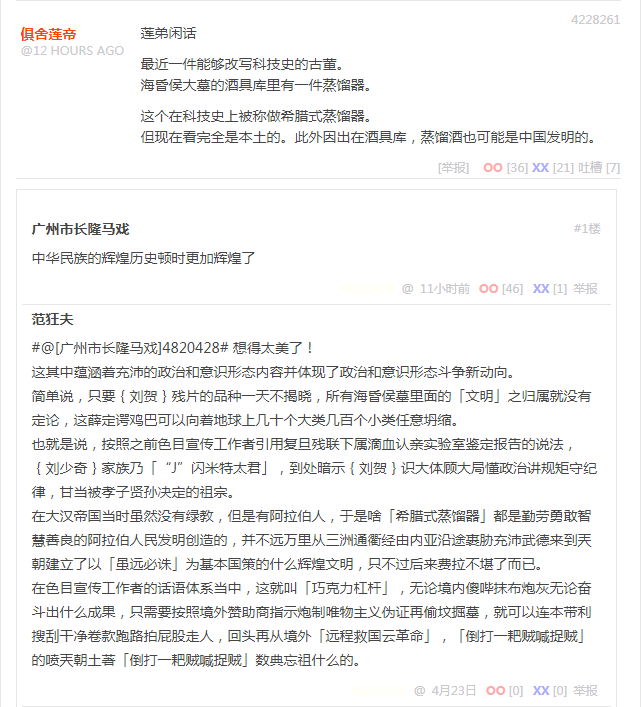 4228261
俱舍莲帝
@12 HOURS AGO
莲弟闲话
最近一件能够改写科技史的古董。
海昏侯大墓的酒具库里有一件蒸馏器。
这个在科技史上被称做希腊式蒸馏器。
但现在看完全是本土的。此外因出在酒具库，蒸馏酒也可能是中国发明的。
[举报] OO [36] XX [21] 吐槽 [7]
广州市长隆马戏 #1楼
中华民族的辉煌历史顿时更加辉煌了
@ 11小时前 OO [46] XX [1] 举报
范狂夫
#@[广州市长隆马戏]4820428# 想得太美了！
这其中蕴涵着充沛的政治和意识形态内容并体现了政治和意识形态斗争新动向。
简单说，只要｛刘贺｝残片的品种一天不揭晓，所有海昏侯墓里面的「文明」之归属就没有
定论，这薛定谔鸡巴可以向着地球上几十个大类几百个小类任意坍缩。
也就是说，按照之前色目宣传工作者引用复旦残联下属滴血认亲实验室鉴定报告的说法，
｛刘少奇｝家族乃「“J”闪米特太君」，到处暗示｛刘贺｝识大体顾大局懂政治讲规矩守纪
律，甘当被孝子贤孙决定的祖宗。
在大汉帝国当时虽然没有绿教，但是有阿拉伯人，于是啥「希腊式蒸馏器」都是勤劳勇敢智
慧善良的阿拉伯人民发明创造的，并不远万里从三洲通衢经由内亚沿途裹胁充沛武德来到天
朝建立了以「虽远必诛」为基本国策的什么辉煌文明，只不过后来费拉不堪了而已。
在色目宣传工作者的话语体系当中，这就叫「巧克力杠杆」，无论境内傻哔抹布炮灰无论奋
斗出什么成果，只需要按照境外赞助商指示炮制唯物主义伪证再偷坟掘墓，就可以连本带利
搜刮干净卷款跑路拍屁股走人，回头再从境外「远程救国云革命」，「倒打一耙贼喊捉贼」
的喷天朝土著「倒打一耙贼喊捉贼」数典忘祖什么的。
@ 4月23日 OO [0] XX [0] 举报